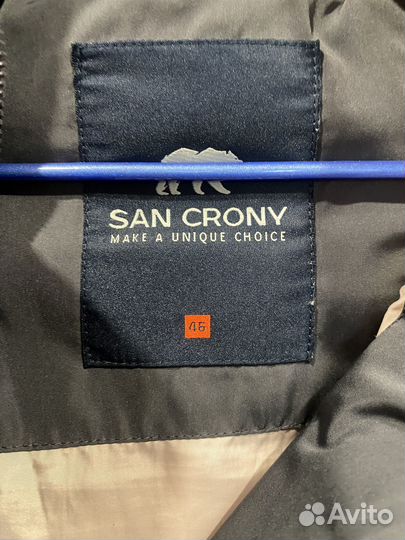 SAN CRONY
MAKE A UNIQUE CHOICE
46
Avito